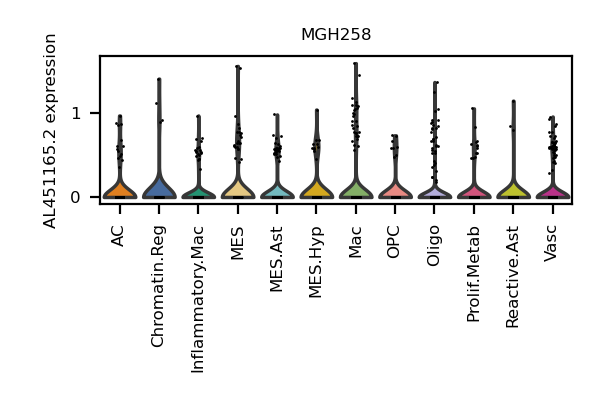 MGH258
AL451165.2 expression
1
0
AC
Chromatin.Reg
Inflammatory.Mac
MES
MES.Ast
MES.Hyp
Mac
OPC
Oligo
Prolif.Metab
Reactive.Ast
Vasc